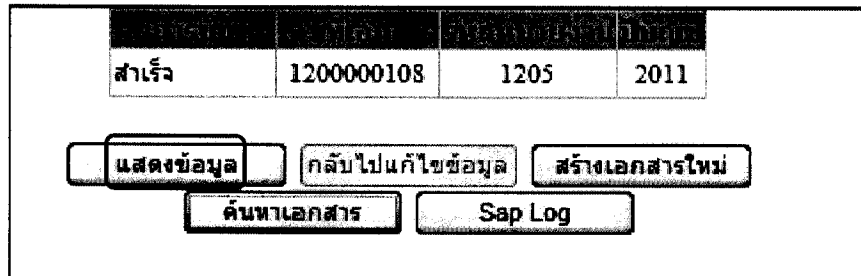 สำเร็จ 1200000108 1205 2011
แสดงข้อมูล กลับไปแก้ไขข้อมูล สร้างเอกสารใหม่
ค้นหาเอกสาร Sap Log